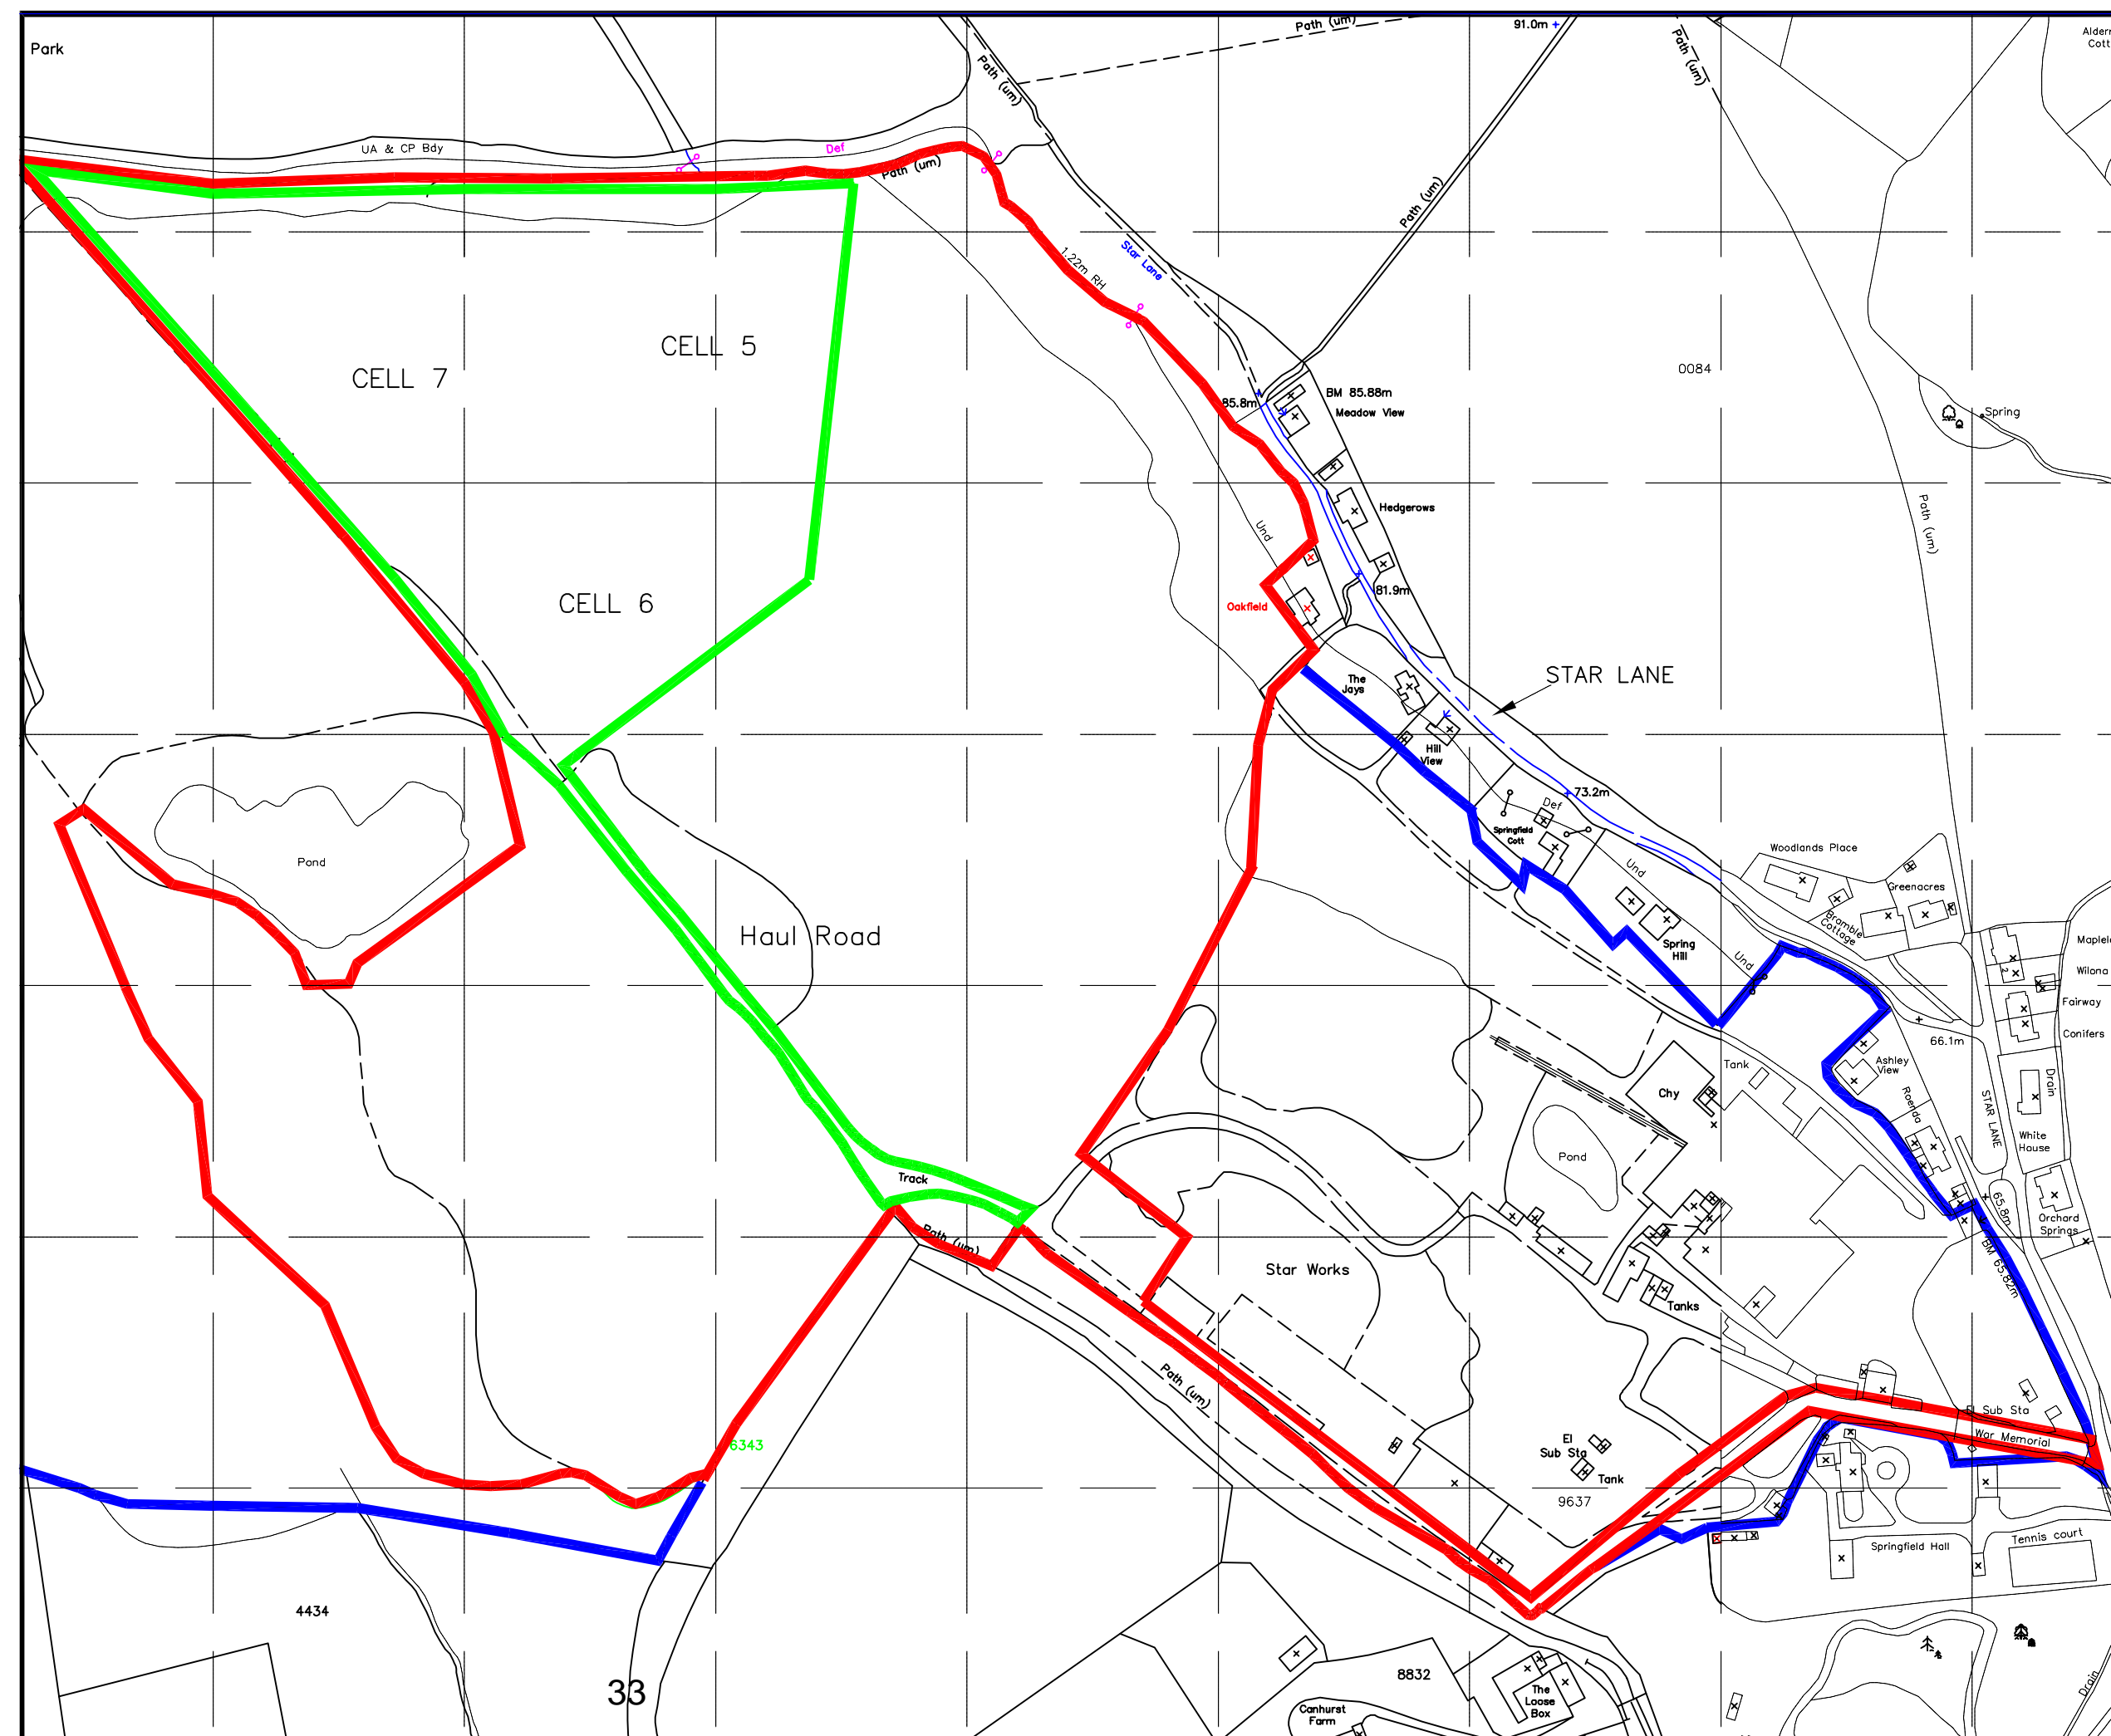 Park
Path (um)
91.0m
Path (um)
Path (um)
Aldern
Cott
UA & CP Bdy
Def
Path (um)
Path (um)
Star Lane
1.22m RH
CELL 5
CELL 7
0084
BM 85.88m
85.8m
Meadow View
Spring
Hedgerows
Und
Path (um)
81.9m
CELL 6
Oakfield
STAR LANE
The
Jays
Hill
View
73.2m
Def
Springfield
Cott
Und
Pond
Woodlands Place
Greenacres
Bramble
Cottage
Haul Road
Spring
Hill
Und
Maplele
2
Wilona
Fairway
Conifers
66.1m
Tank
Ashley
View
Chy
Roenda
Drain
STAR LANE
White
House
Pond
Track
Path (um)
65.8m
Orchard
Springs
Star Works
BM 65.82m
Tanks
Path (um)
El Sub Sta
War Memorial
6343
El
Sub Sta
Tank
9637
Tennis court
Springfield Hall
4434
33
8832
The
Loose
Box
Canhurst
Farm
Drain